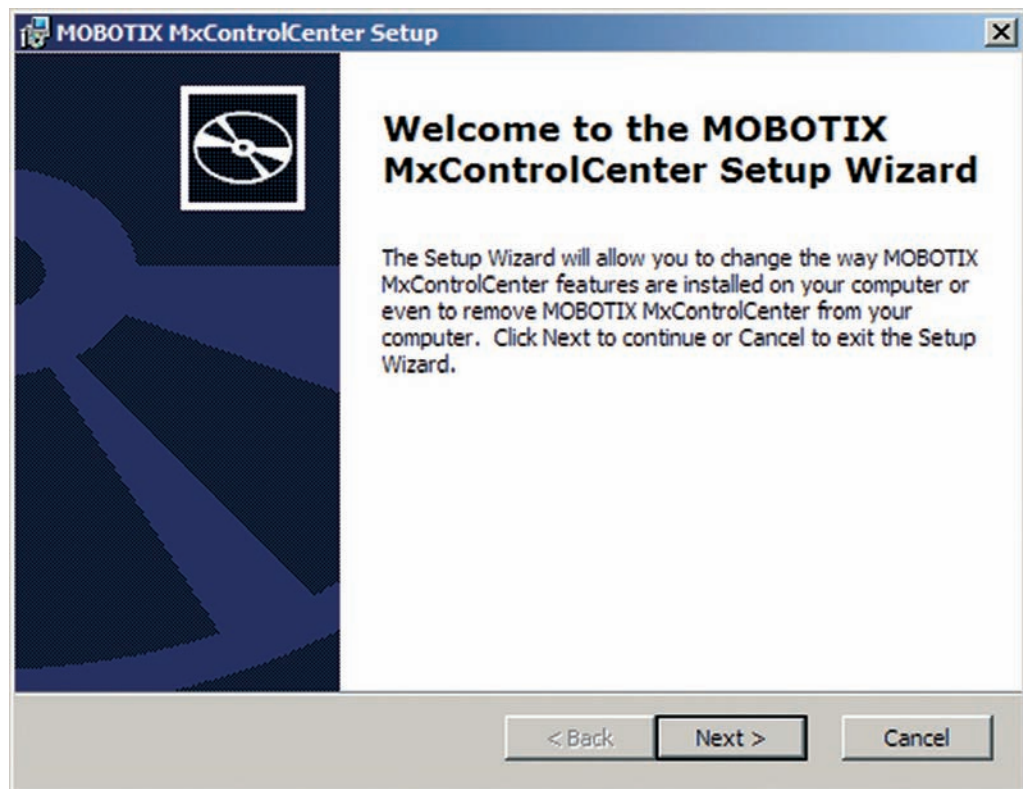 MOBOTIX MxControlCenter Setup
Welcome to the MOBOTIX
MxControlCenter Setup Wizard
The Setup Wizard will allow you to change the way MOBOTIX
MxControlCenter features are installed on your computer or
even to remove MOBOTIX MxControlCenter from your
computer.  Click Next to continue or Cancel to exit the Setup
Wizard.
< Back
Next >
Cancel